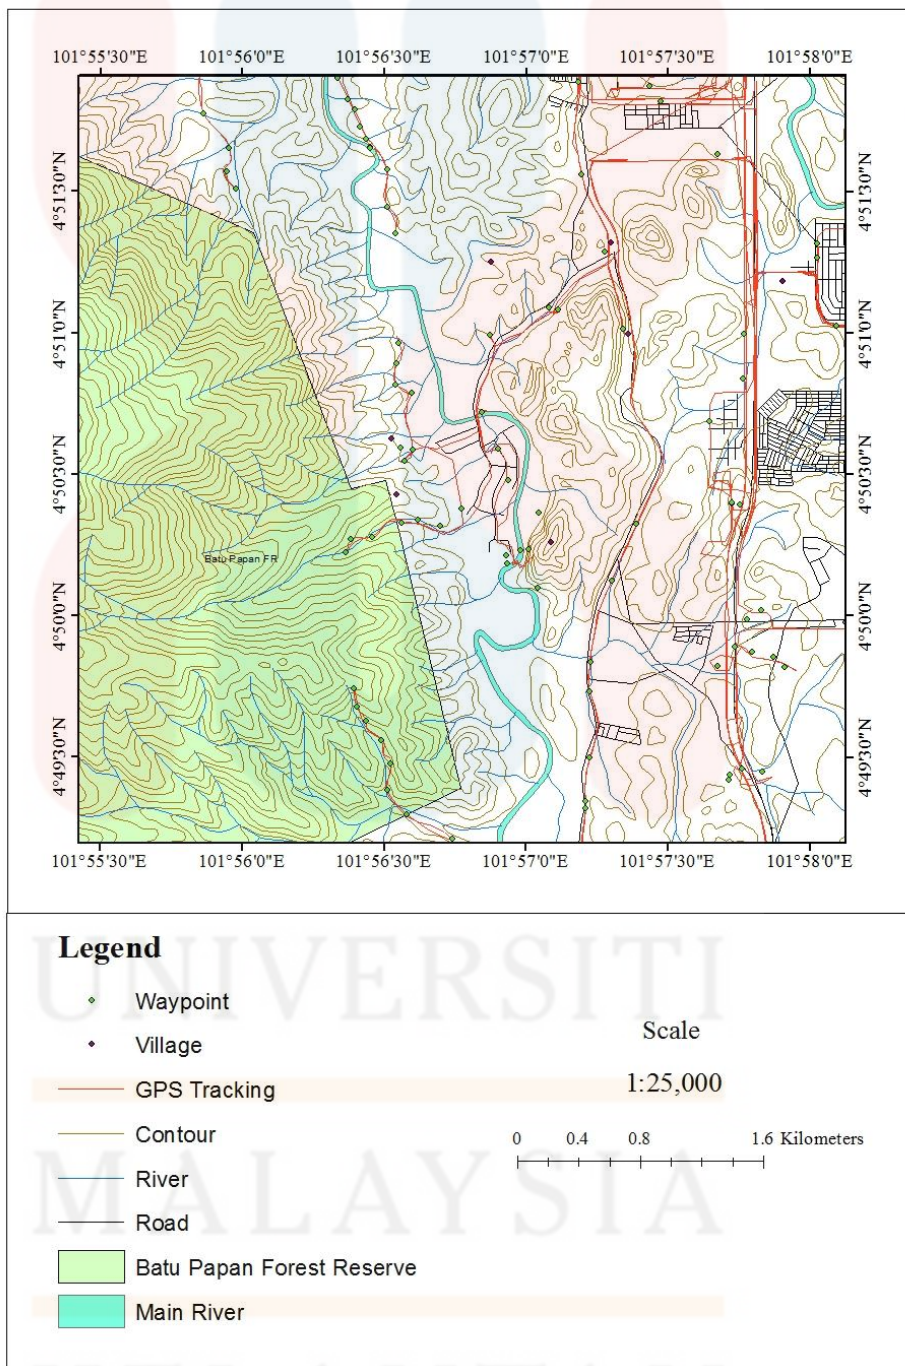 101°55'30"E 101°56'0"E 101°56'30"E 101°57'0"E 101°57'30"E 101°58'0"E
4°51'30"N 4°51'30"N
4°51'0"N 4°51'0"N
4°50'30"N 4°50'30"N
Batu Papan FR
4°50'0"N 4°50'0"N
4°49'30"N 4°49'30"N
101°55'30"E 101°56'0"E 101°56'30"E 101°57'0"E 101°57'30"E 101°58'0"E
Legend
UNIVERSITI
Waypoint
Village
Scale
GPS Tracking
1:25,000
Contour
0 0.4 0.8 1.6 Kilometers
River
MALAYSIA
Road
Batu Papan Forest Reserve
Main River